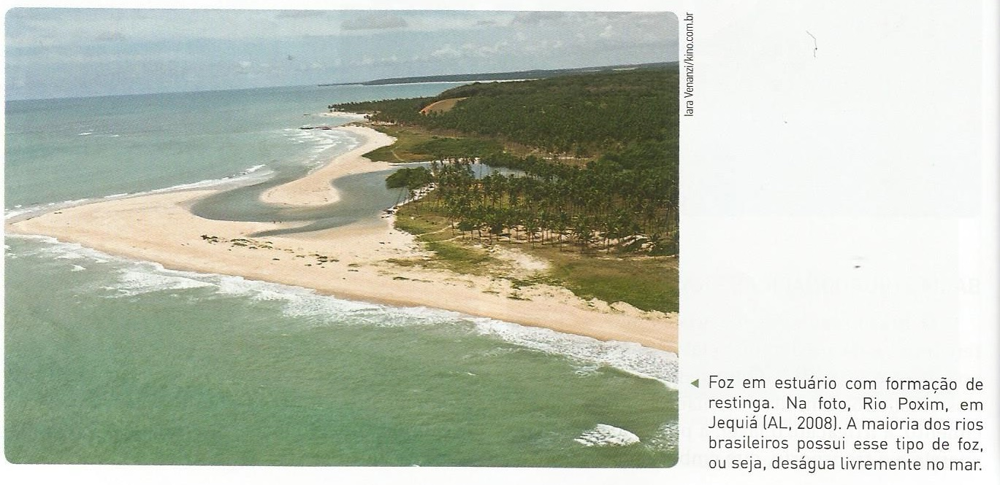 Iara Venanzi/kino.com.br
Foz em estuário com formação de
restinga. Na foto, Rio Poxim, em
Jequiá (AL, 2008). A maioria dos rios
brasileiros possui esse tipo de foz,
ou seja, deságua livremente no mar.